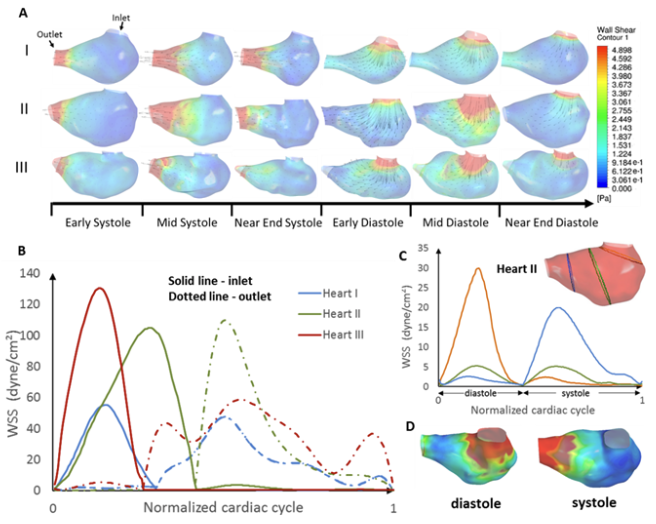 A
Inlet
Outlet
Wall Shear
Contour 1
I
II
III
4.898
4.592
4.286
3.980
3.673
3.367
3.061
2.755
2.449
2.143
1.837
1.531
1.224
9.184e-1
6.122e-1
3.061e-1
0.000
[Pa]
Early Systole
Mid Systole
Near End Systole
Early Diastole
Mid Diastole
Near End Diastole
B
140
120
100
80
60
40
20
0
WSS (dyne/cm²)
Solid line - inlet
Dotted line - outlet
Heart I
Heart II
Heart III
0
Normalized cardiac cycle
1
C
35
30
25
20
15
10
5
0
WSS (dyne/cm²)
Heart II
diastole
systole
0
Normalized cardiac cycle
1
D
diastole
systole